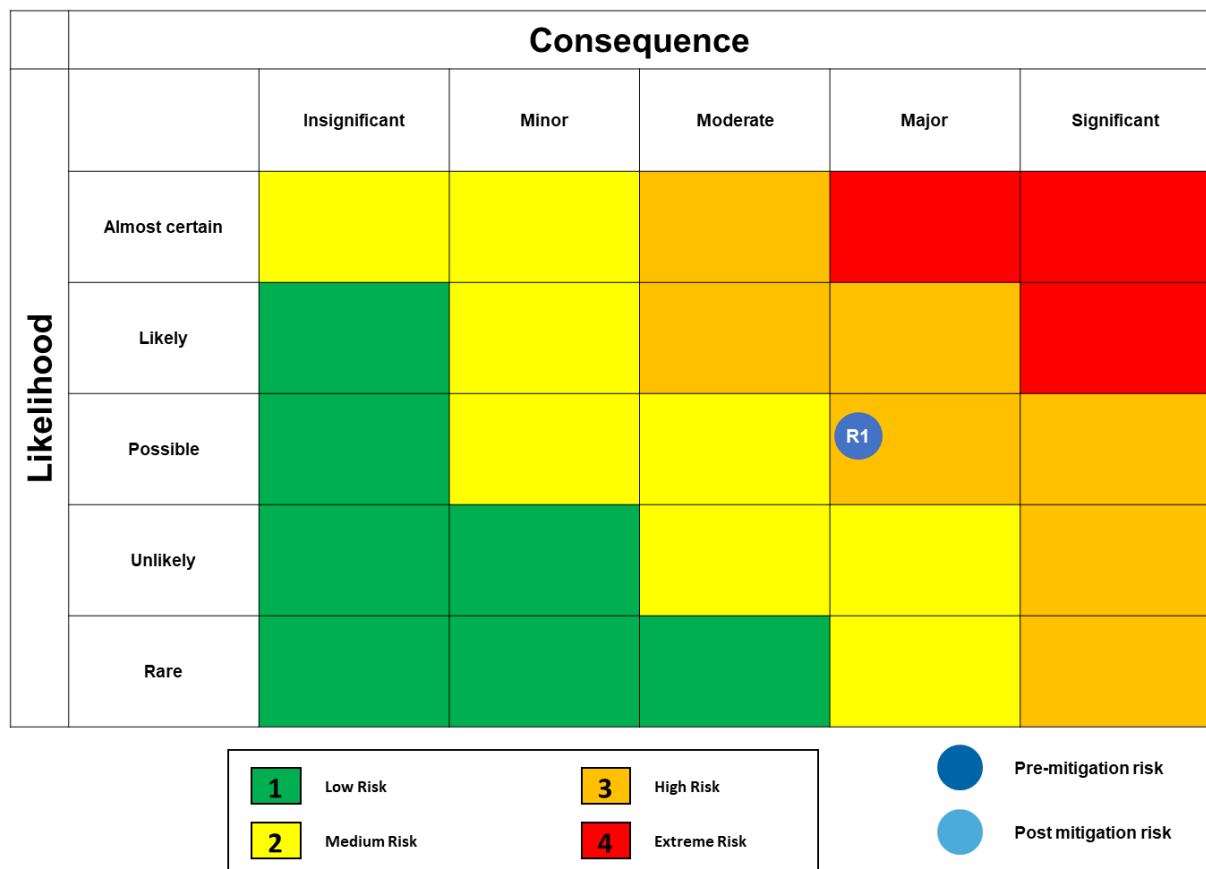 Consequence
Insignificant Minor Moderate Major Significant
Likelihood
Almost certain
Likely
Possible R1
Unlikely
Rare
1 Low Risk 3 High Risk
2 Medium Risk 4 Extreme Risk
Pre-mitigation risk
Post mitigation risk